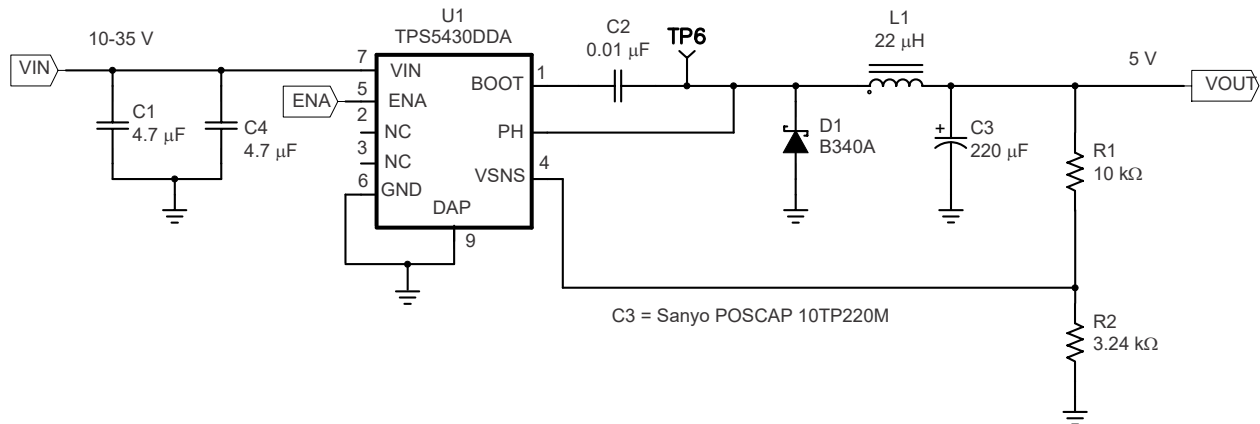 U1
TPS5430DDA
10-35 V
VIN
C1
4.7 μF
C4
4.7 μF
ENA
7
5
2
3
6
VIN
ENA
NC
NC
GND
DAP
9
BOOT
PH
VSNS
1
4
C2
0.01 μF
TP6
D1
B340A
L1
22 μH
C3
220 μF
5 V
VOUT
R1
10 kΩ
R2
3.24 kΩ
C3 = Sanyo POSCAP 10TP220M